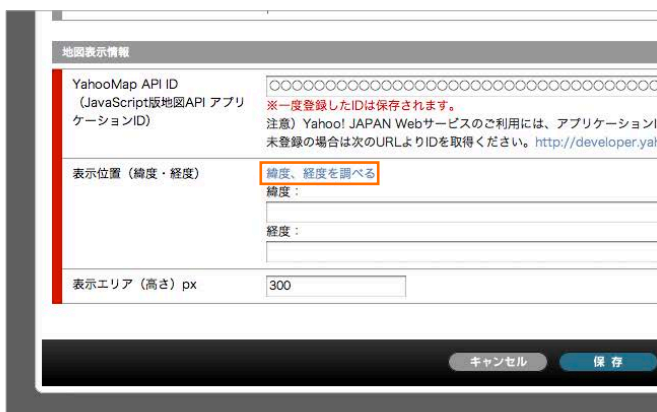 地図表示情報
YahooMap API ID
（JavaScript版地図API アプリ
ケーションID）
○○○○○○○○○○○○○○○○○○○○○○○○○○○○○○○○○○○
※一度登録したIDは保存されます。
注意）Yahoo! JAPAN Webサービスのご利用には、アプリケーションI
未登録の場合は次のURLよりIDを取得ください。http://developer.yah
表示位置（緯度・経度）
緯度、経度を調べる
緯度：
経度：
表示エリア（高さ）px
300
キャンセル
保 存